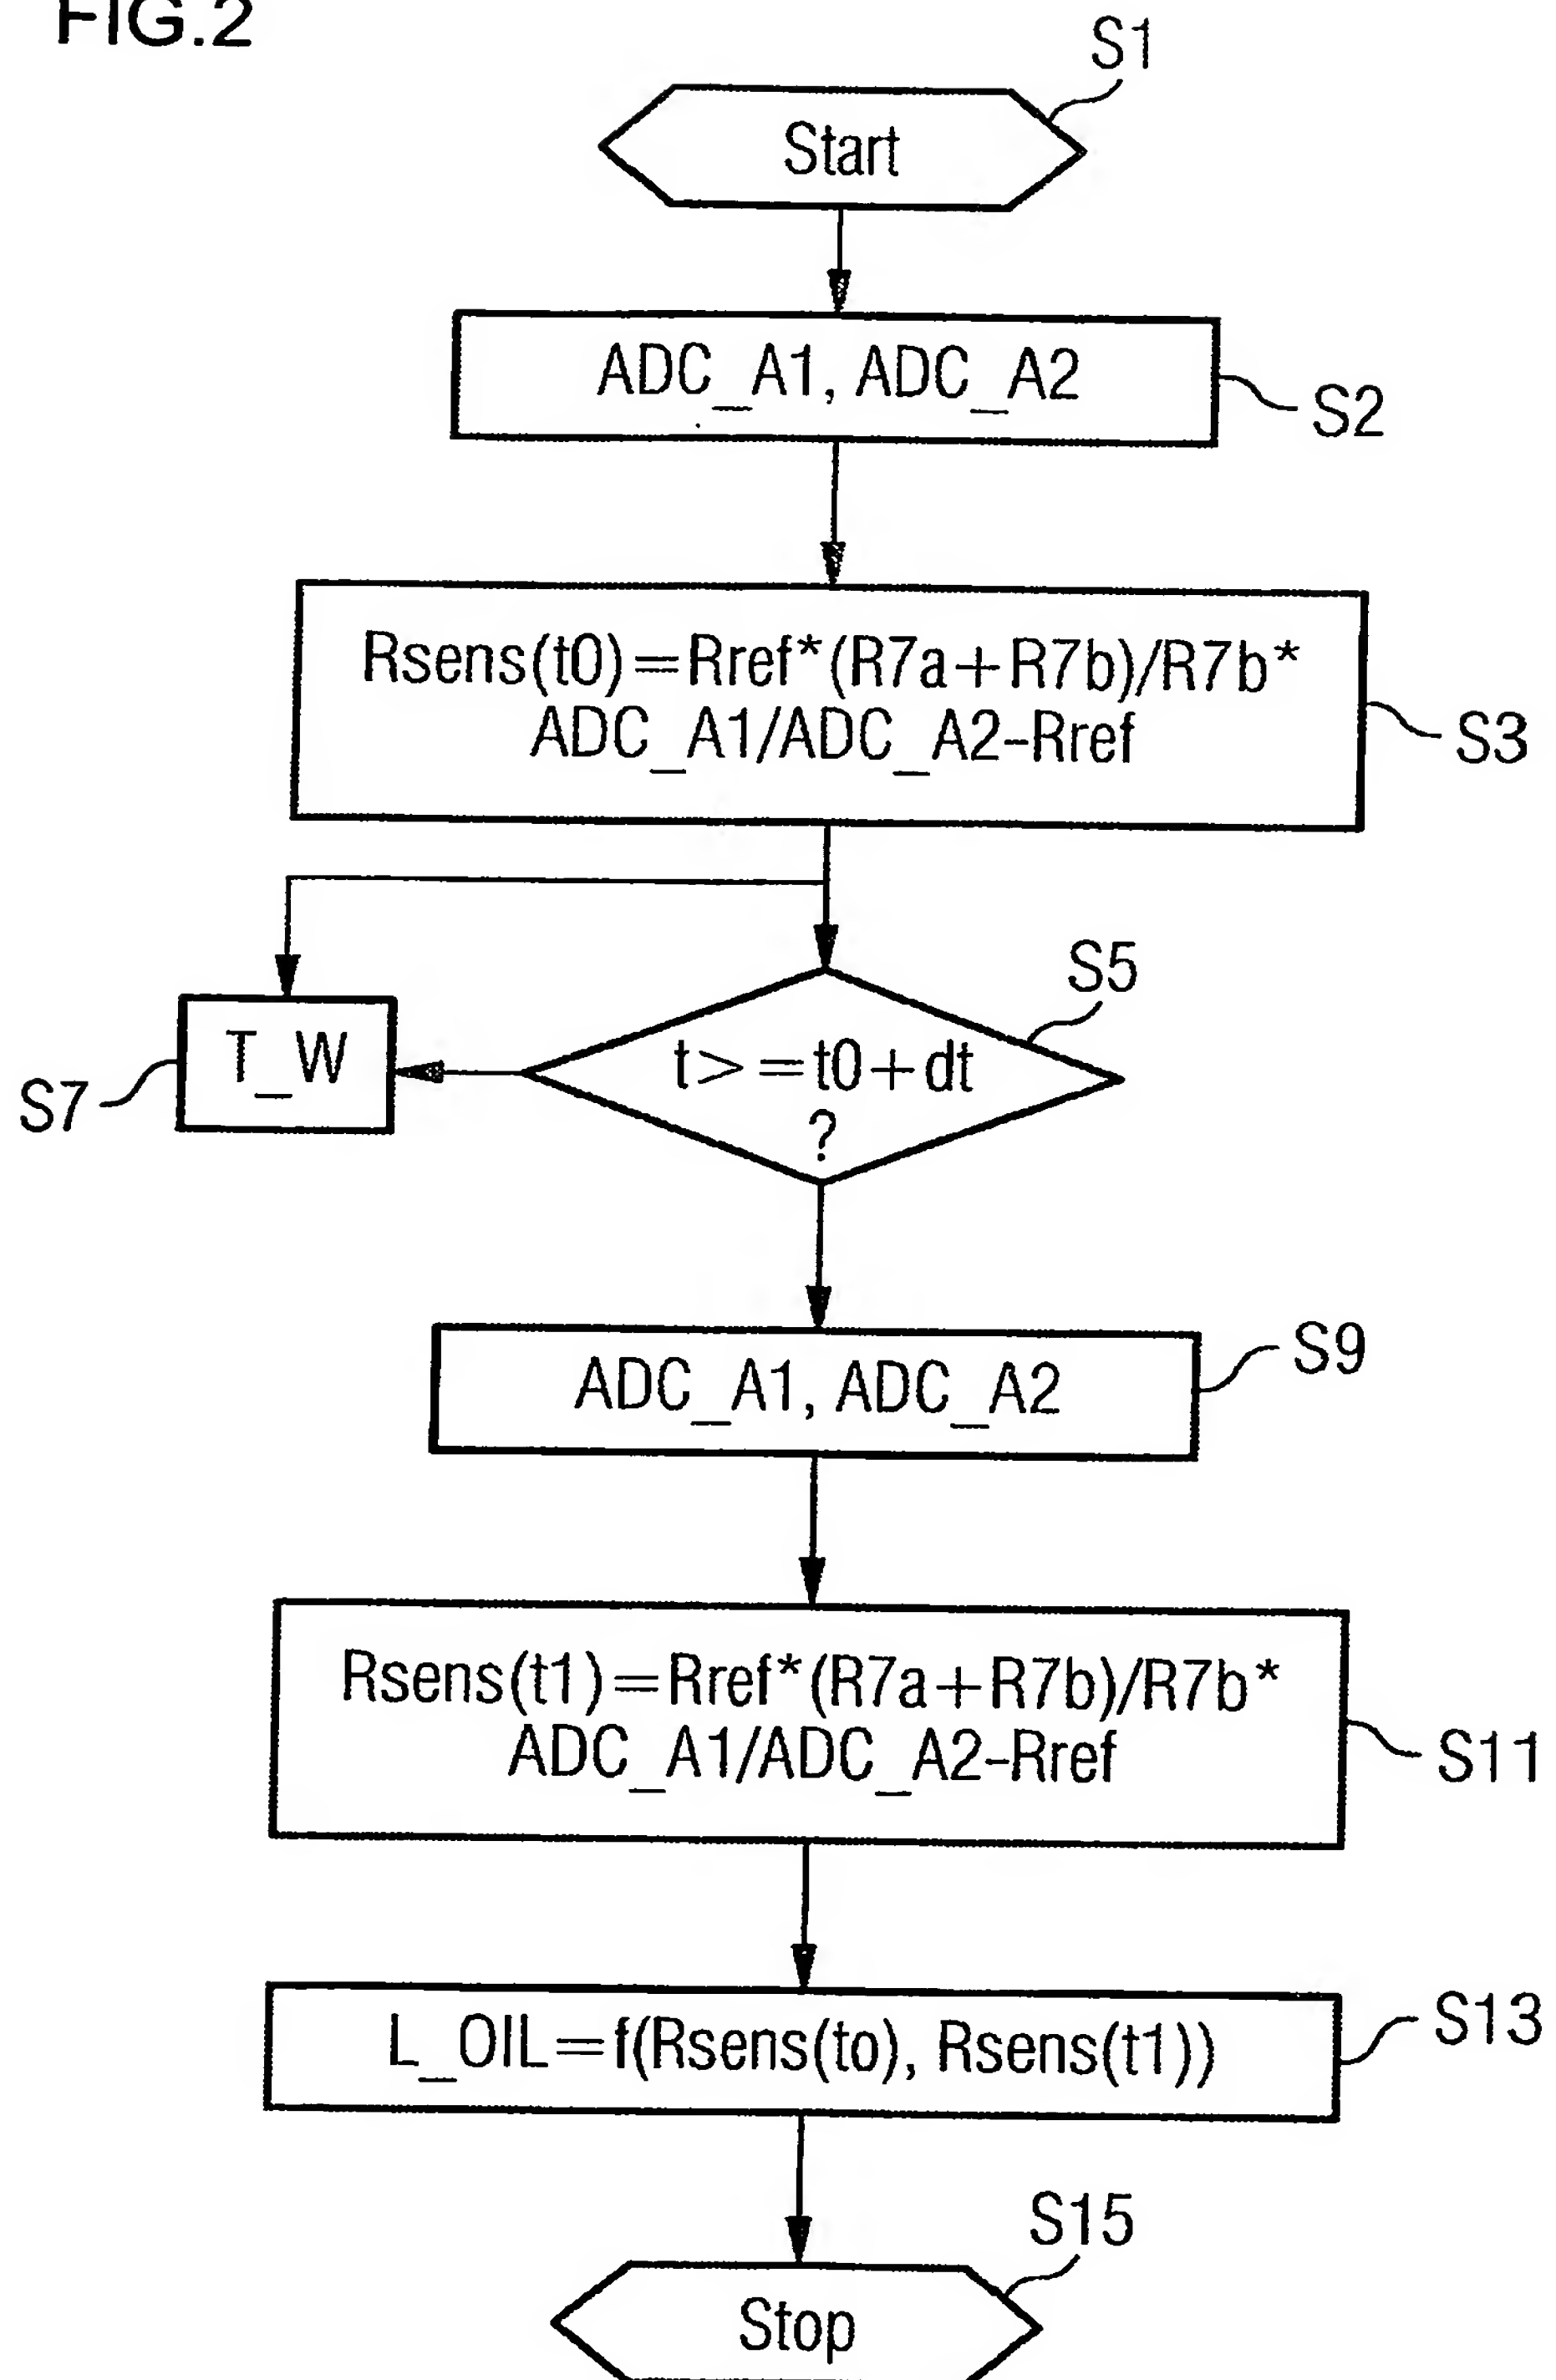 FIG.2
S1
Start
ADC_A1, ADC_A2
S2
Rsens(t0)=Rref*(R7a+R7b)/R7b*
ADC_A1/ADC_A2-Rref
S3
S5
t>=t0+dt
?
T_W
S7
S9
ADC_A1, ADC_A2
Rsens(t1)=Rref*(R7a+R7b)/R7b*
ADC_A1/ADC_A2-Rref
S11
L_OIL=f(Rsens(to), Rsens(t1))
S13
S15
Stop